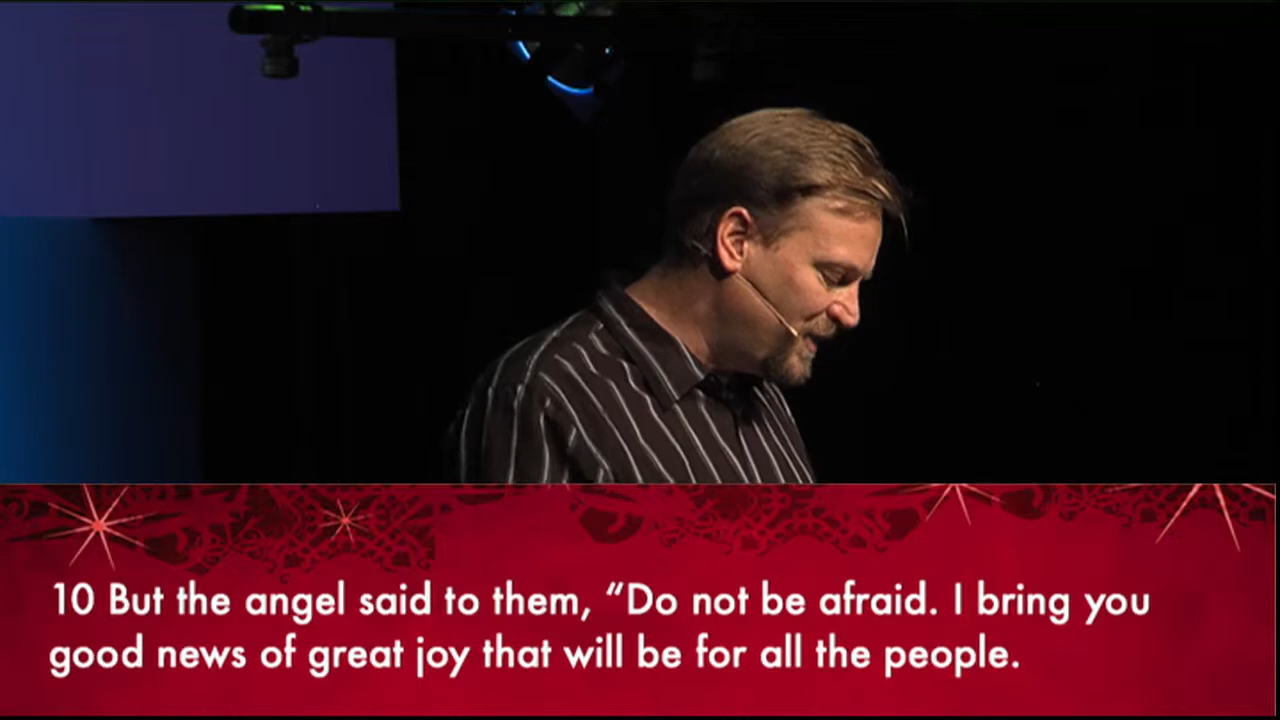 10 But the angel said to them, “Do not be afraid. I bring you
good news of great joy that will be for all the people.